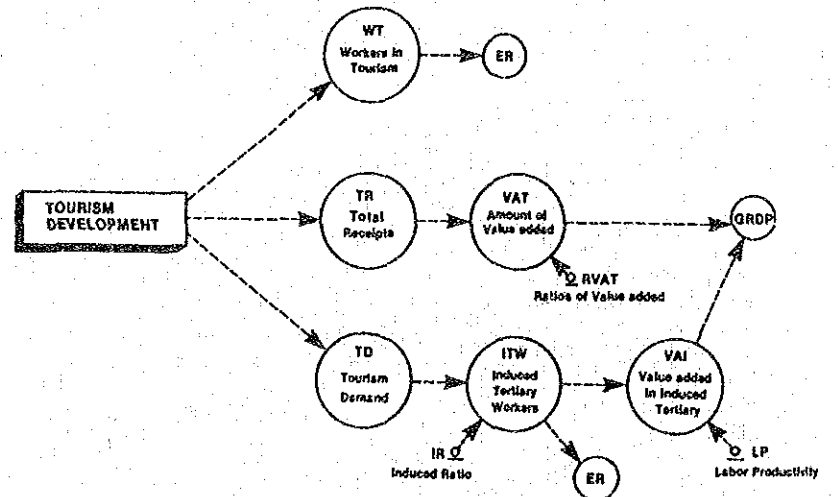 WT
Workers in
Tourism
ER
TOURISM
DEVELOPMENT
TR
Total
Receipts
VAT
Amount of
Value added
GRDP
RVAT
Ratios of Value added
TD
Tourism
Demand
ITW
Induced
Tertiary
Workers
VAI
Value added
in Induced
Tertiary
IR
Induced Ratio
LP
Labor Productivity
ER